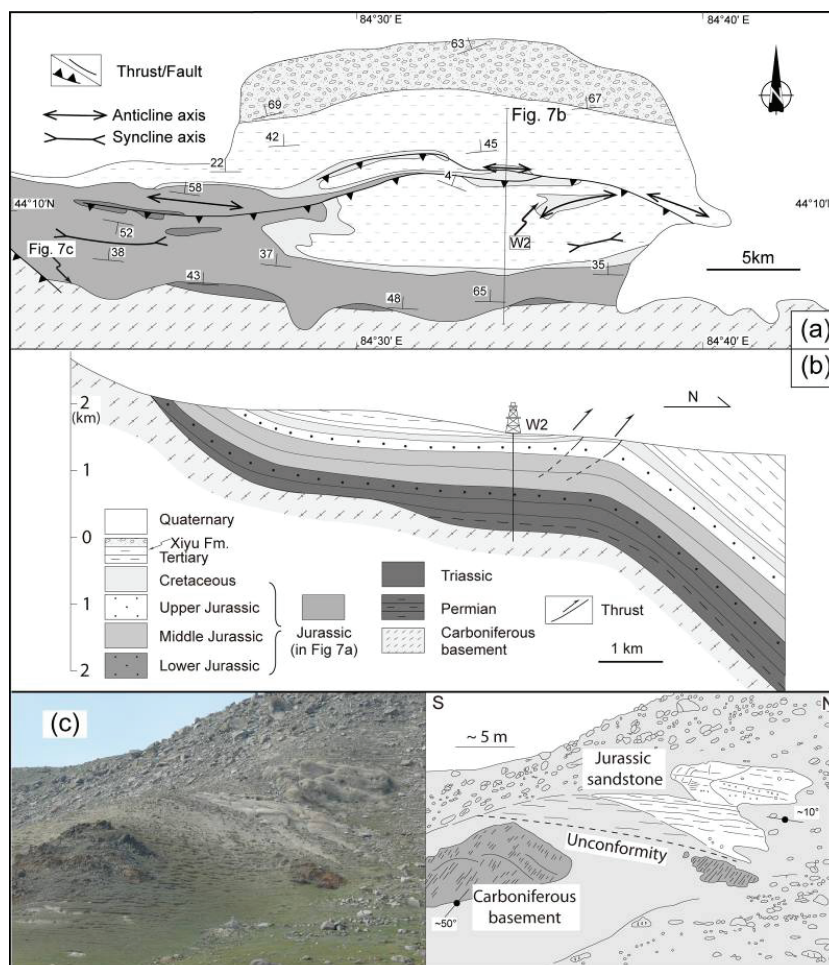 84°30' E
84°40' E
Thrust/Fault
Anticline axis
Syncline axis
N
63
69
67
Fig. 7b
42
45
22
58
4
44°10'N
44°10'N
52
W2
Fig. 7c
38
37
35
5km
43
48
65
84°30' E
84°40' E
(a)
(b)
2
(km)
N
W2
1
0
1
2
Quaternary
Xiyu Fm.
Tertiary
Cretaceous
Upper Jurassic
Middle Jurassic
Lower Jurassic
Jurassic
(in Fig 7a)
Triassic
Permian
Carboniferous
basement
Thrust
1 km
(c)
S
N
~ 5 m
Jurassic
sandstone
~10°
Unconformity
Carboniferous
basement
~50°